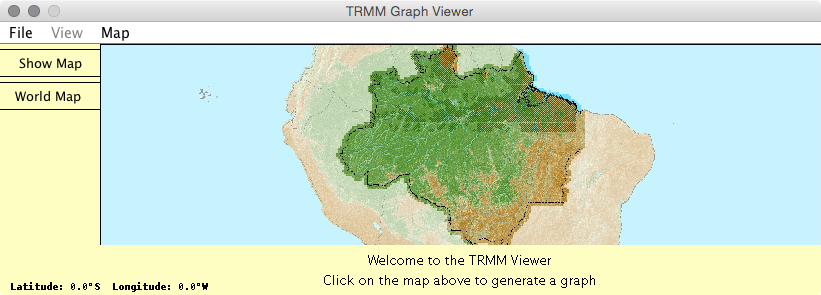 TRMM Graph Viewer
File View Map
Show Map
World Map
Welcome to the TRMM Viewer
Click on the map above to generate a graph
Latitude: 0.0°S Longitude: 0.0°W